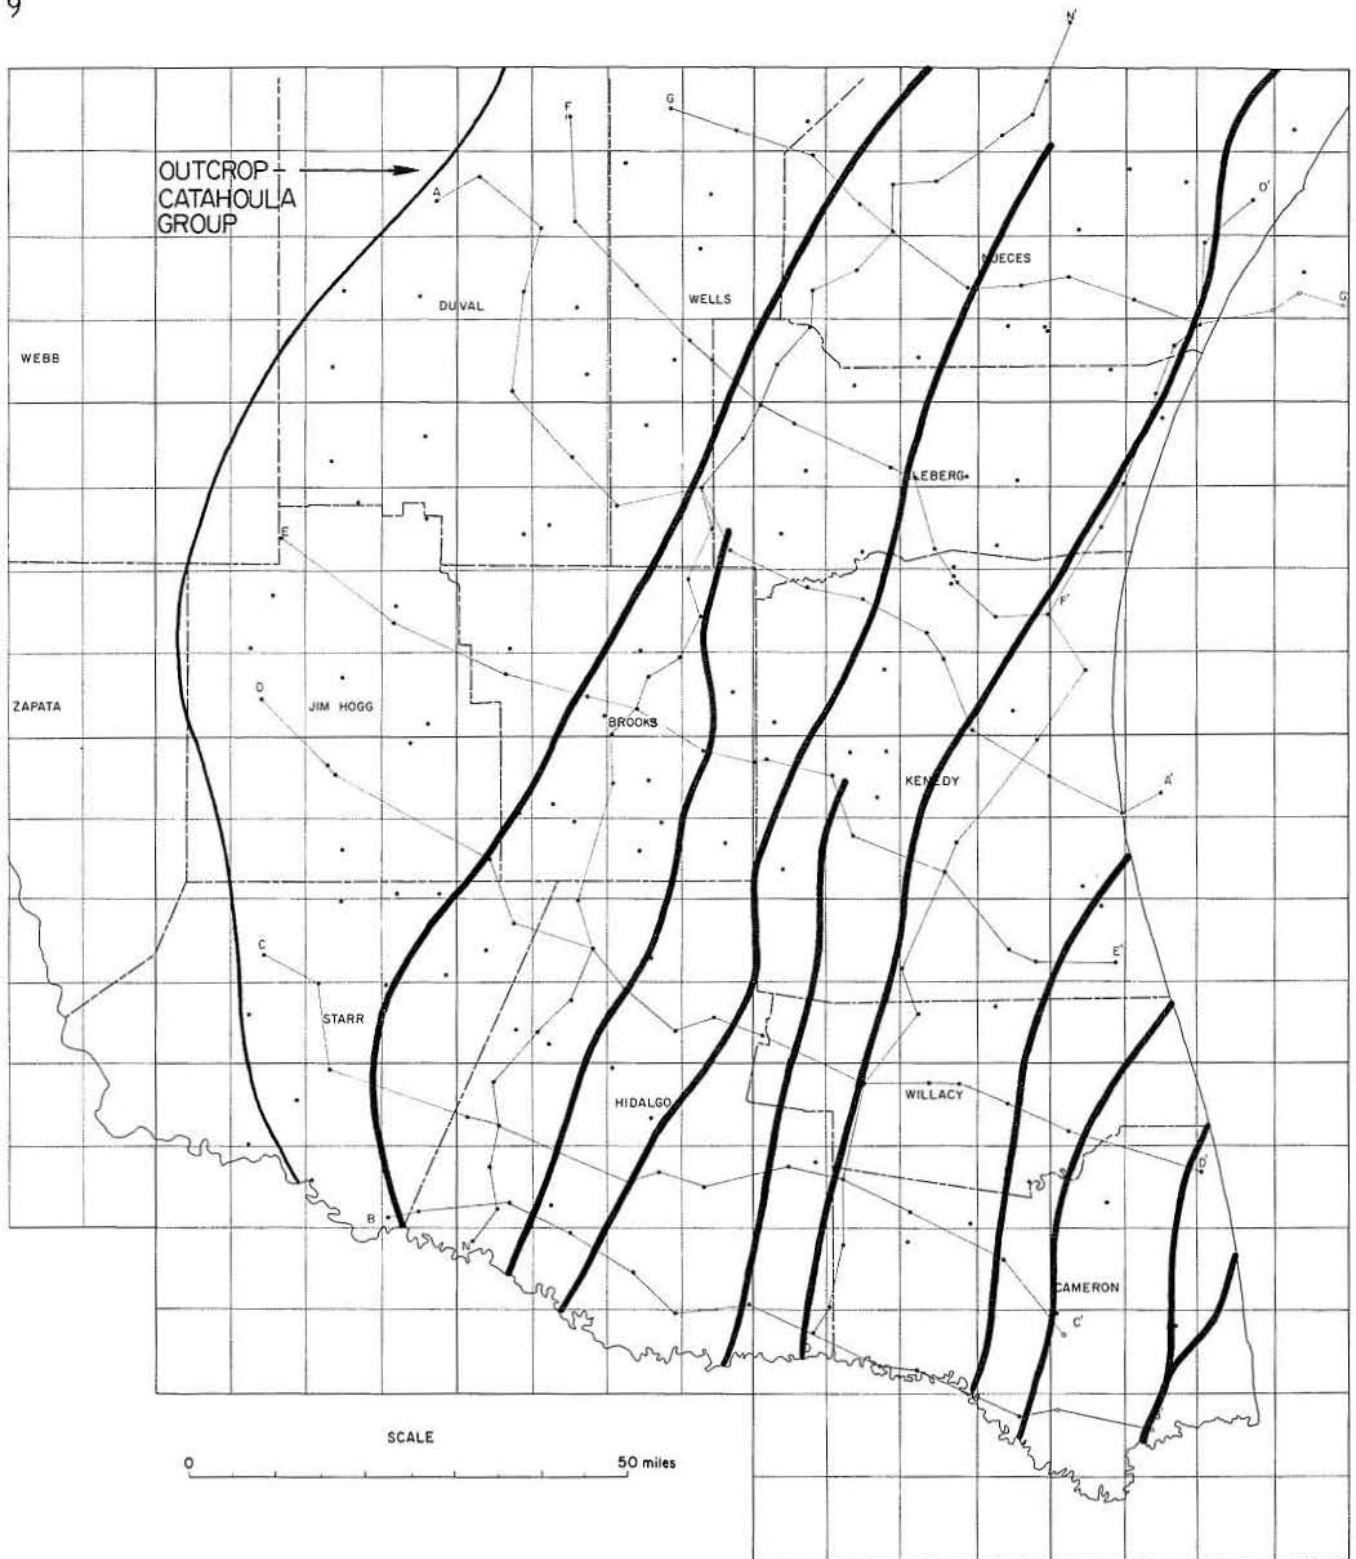 9
N'
F
G
OUTCROP
CATAHOULA
GROUP
A
O'
NUECES
DUVAL
WELLS
G'
WEBB
KLEBERG
E
F'
D
ZAPATA
JIM HOGG
BROOKS
KENEDY
A'
C
E'
STARR
HIDALGO
WILLACY
D'
B
N
CAMERON
C'
O
B'
SCALE
0
50 miles